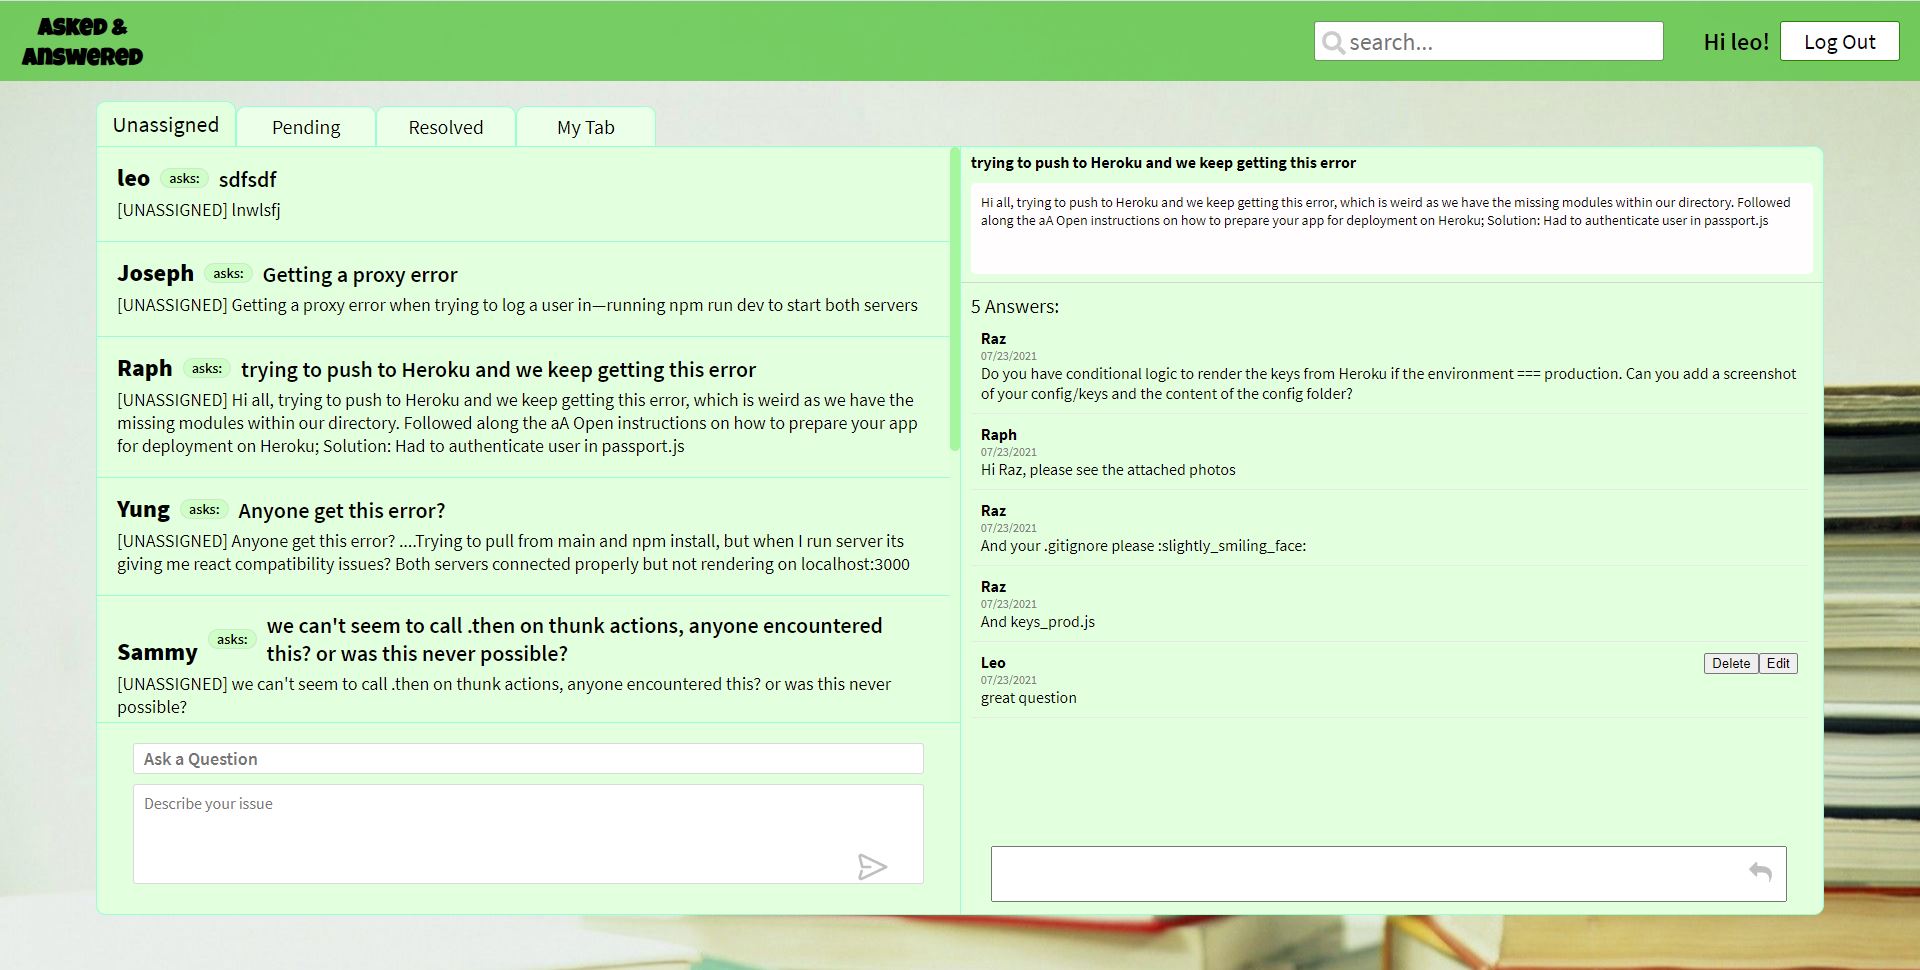 Asked &
Answered
search...
Hi leo!
Log Out
Unassigned
Pending
Resolved
My Tab
leo asks: sdfsdf
[UNASSIGNED] lnwlsfj
Joseph asks: Getting a proxy error
[UNASSIGNED] Getting a proxy error when trying to log a user in—running npm run dev to start both servers
Raph asks: trying to push to Heroku and we keep getting this error
[UNASSIGNED] Hi all, trying to push to Heroku and we keep getting this error, which is weird as we have the
missing modules within our directory. Followed along the aA Open instructions on how to prepare your app
for deployment on Heroku; Solution: Had to authenticate user in passport.js
Yung asks: Anyone get this error?
[UNASSIGNED] Anyone get this error? ....Trying to pull from main and npm install, but when I run server its
giving me react compatibility issues? Both servers connected properly but not rendering on localhost:3000
Sammy asks: we can't seem to call .then on thunk actions, anyone encountered
this? or was this never possible?
[UNASSIGNED] we can't seem to call .then on thunk actions, anyone encountered this? or was this never
possible?
Ask a Question
Describe your issue
trying to push to Heroku and we keep getting this error
Hi all, trying to push to Heroku and we keep getting this error, which is weird as we have the missing modules within our directory. Followed
along the aA Open instructions on how to prepare your app for deployment on Heroku; Solution: Had to authenticate user in passport.js
5 Answers:
Raz
07/23/2021
Do you have conditional logic to render the keys from Heroku if the environment === production. Can you add a screenshot
of your config/keys and the content of the config folder?
Raph
07/23/2021
Hi Raz, please see the attached photos
Raz
07/23/2021
And your .gitignore please :slightly_smiling_face:
Raz
07/23/2021
And keys_prod.js
Leo
Delete
Edit
07/23/2021
great question